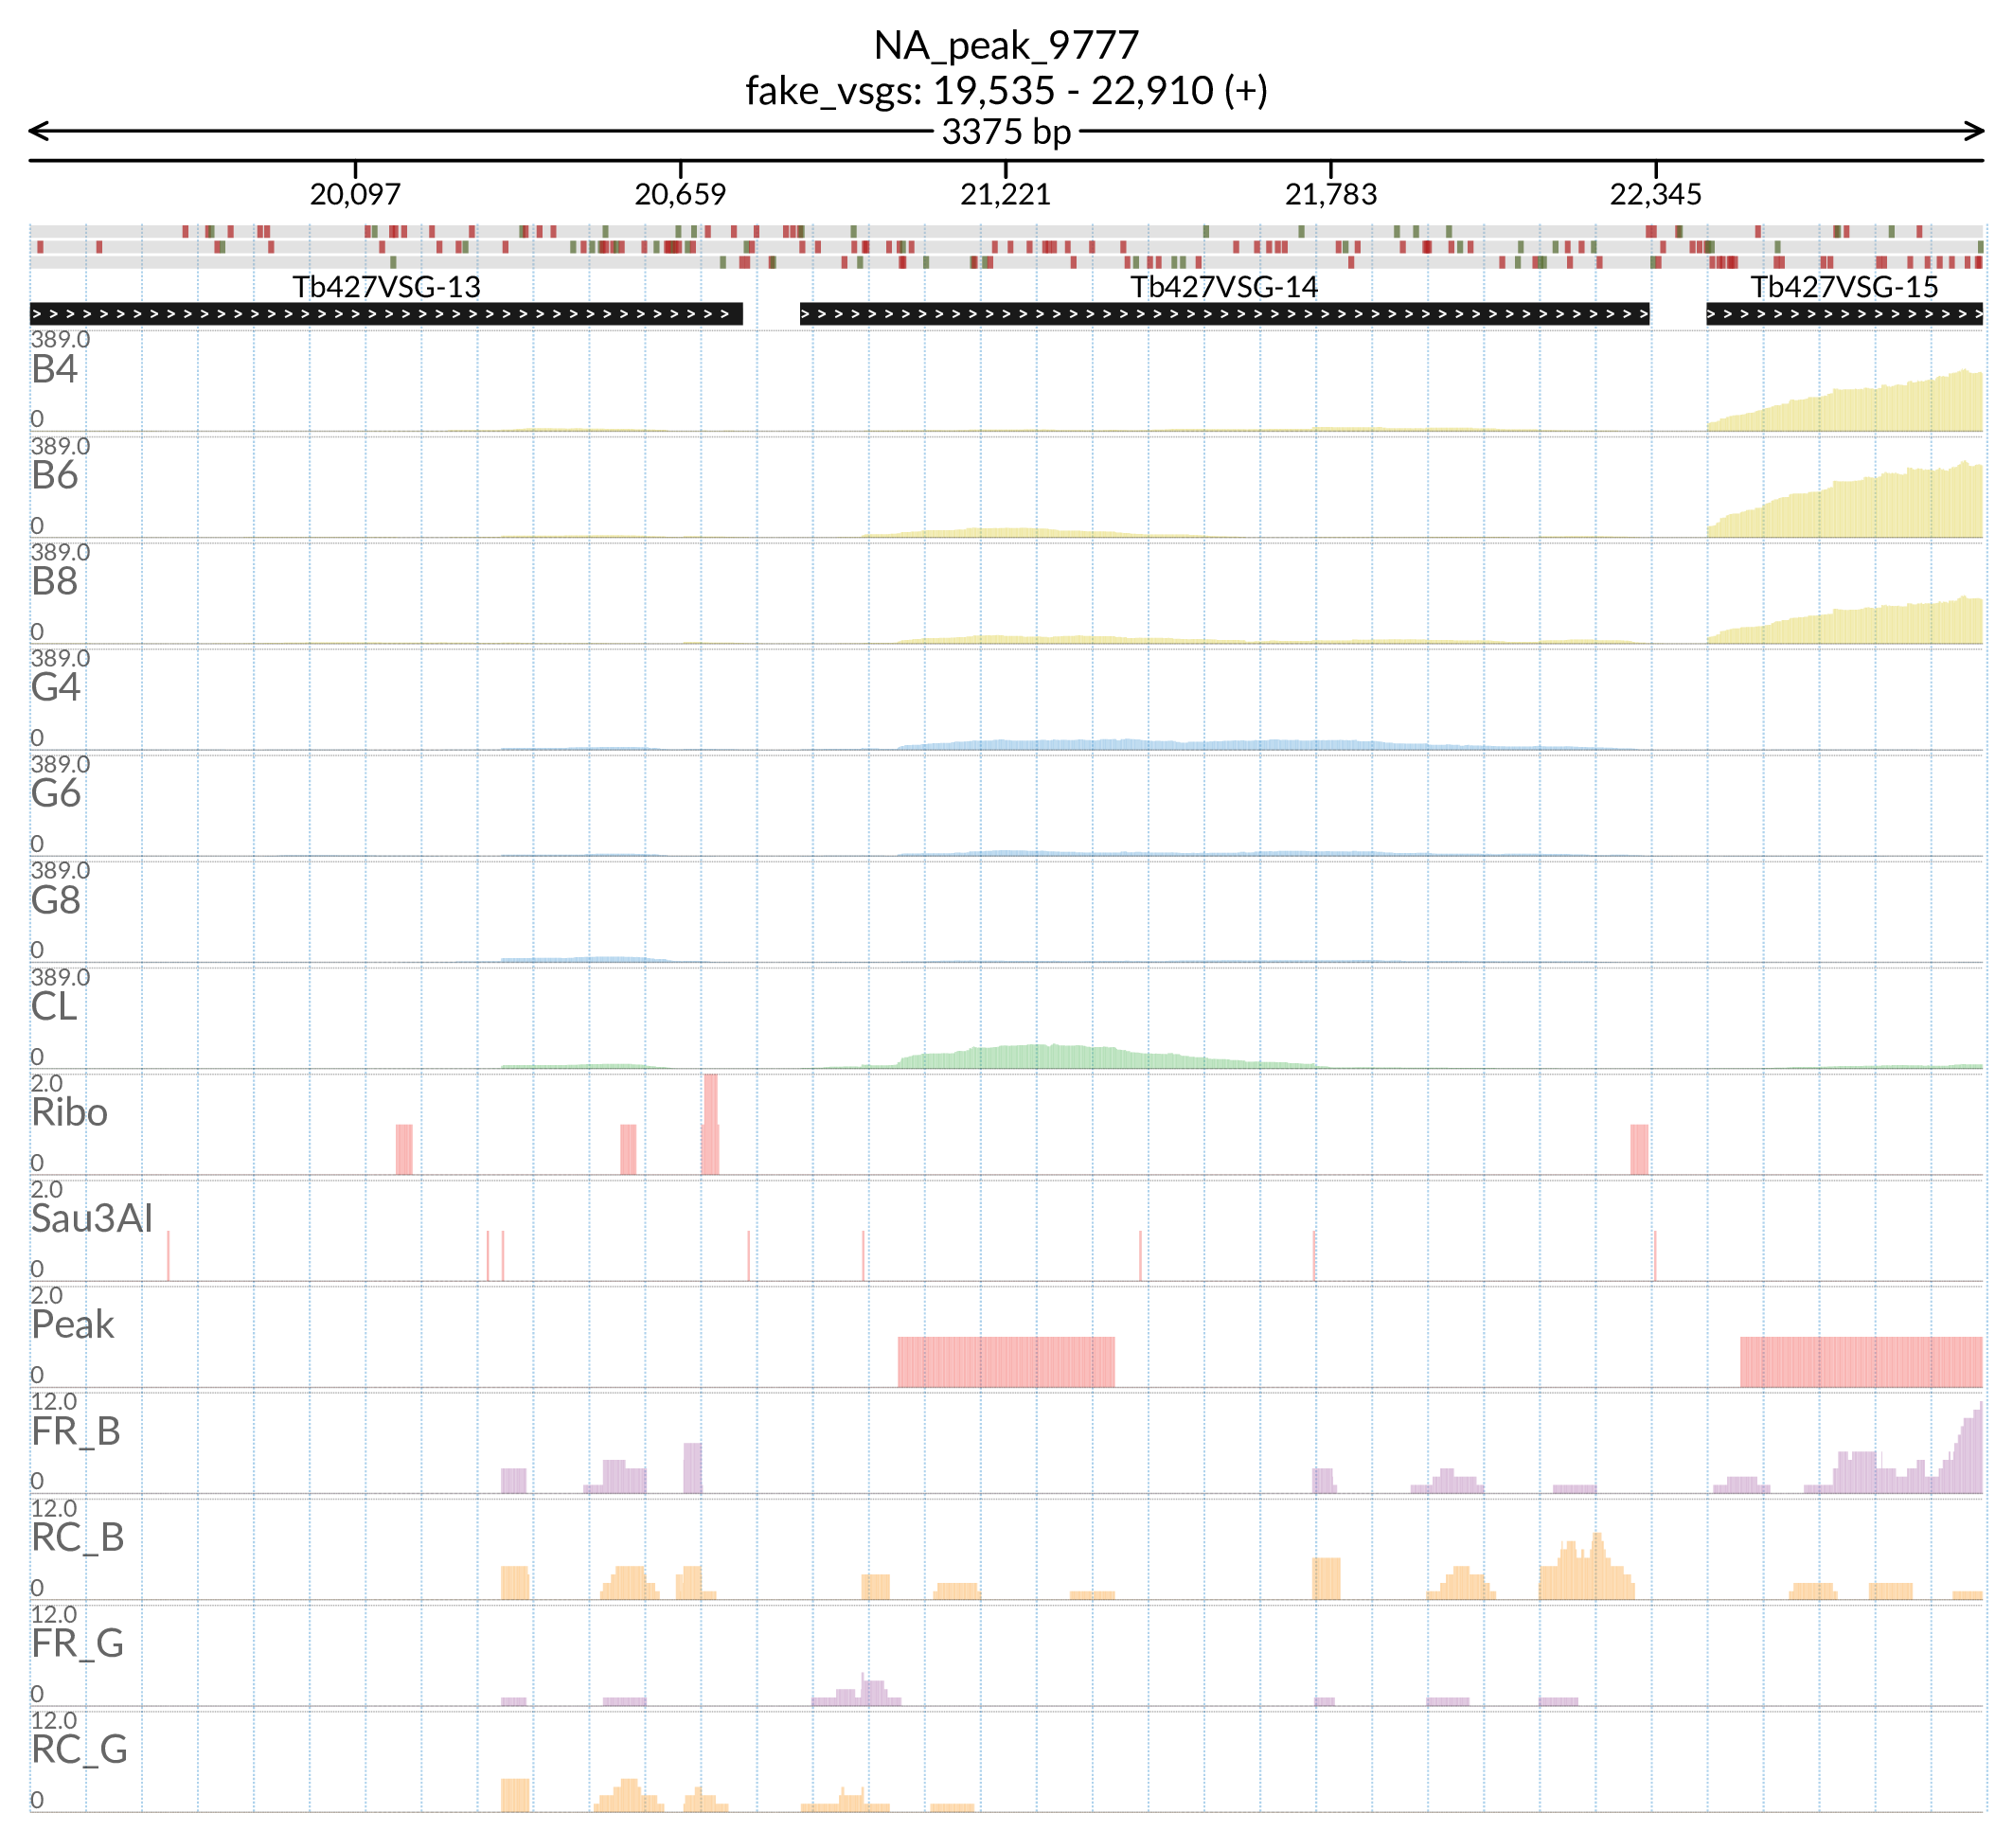 NA_peak_9777
fake_vsgs: 19,535 - 22,910 (+)
3375 bp
20,097 20,659 21,221 21,783 22,345
Tb427VSG-13 Tb427VSG-14 Tb427VSG-15
389.0
B4
0
389.0
B6
0
389.0
B8
0
389.0
G4
0
389.0
G6
0
389.0
G8
0
389.0
CL
0
2.0
Ribo
0
2.0
Sau3AI
0
2.0
Peak
0
12.0
FR_B
0
12.0
RC_B
0
12.0
FR_G
0
12.0
RC_G
0